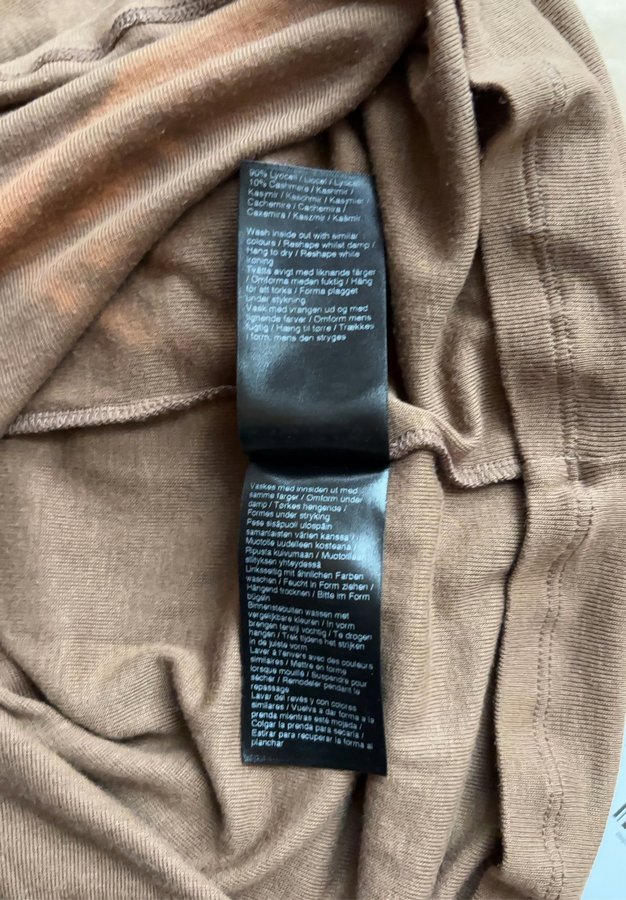 90% Lyocell / Liocel / Lyocel
10% Cashmere / Kashmir /
Kasjmir / Kaschmir / Kasjmier /
Cachemire / Cachemira /
Caxemira / Kaszmir / Kašmir
Wash inside out with similar
colours / Reshape whilst damp /
Hang to dry / Reshape while
ironing
Tvätta avigt med liknande färger
/ Omforma medan fuktig / Häng
för att torka / Forma plagget
under stykning
Vask med vrangen ud og med
lignende farver / Omform mens
fugtig / Hæng til tørre / Trækkes
i form, mens den stryges
Vaskes med innsiden ut med
samme farger / Omform under
damp / Tørkes hengende /
Formes under stryking
Pese sisäpuoli ulospäin
samanlaisten värien kanssa /
Muotoile uudelleen kosteana /
Ripusta kuivumaan / Muotoillaan
silityksen yhteydessä
Linksseitig mit ähnlichen Farben
waschen / Feucht in Form ziehen /
Hängend trocknen / Bitte im Form
bügeln
Binnenstebuiten wassen met
vergelijkbare kleuren / In vorm
brengen terwijl vochtig / Te drogen
hangen / Trek tijdens het strijken
in de juiste vorm
Laver à l'envers avec des couleurs
similaires / Mettre en forme
lorsque mouillé / Suspendre pour
sécher / Remodeler pendant le
repassage
Lavar del revés y con colores
similares / Vuelva a dar forma a la
prenda mientras esté mojada /
Colgar la prenda para secarla /
Estirar para recuperar la forma al
planchar